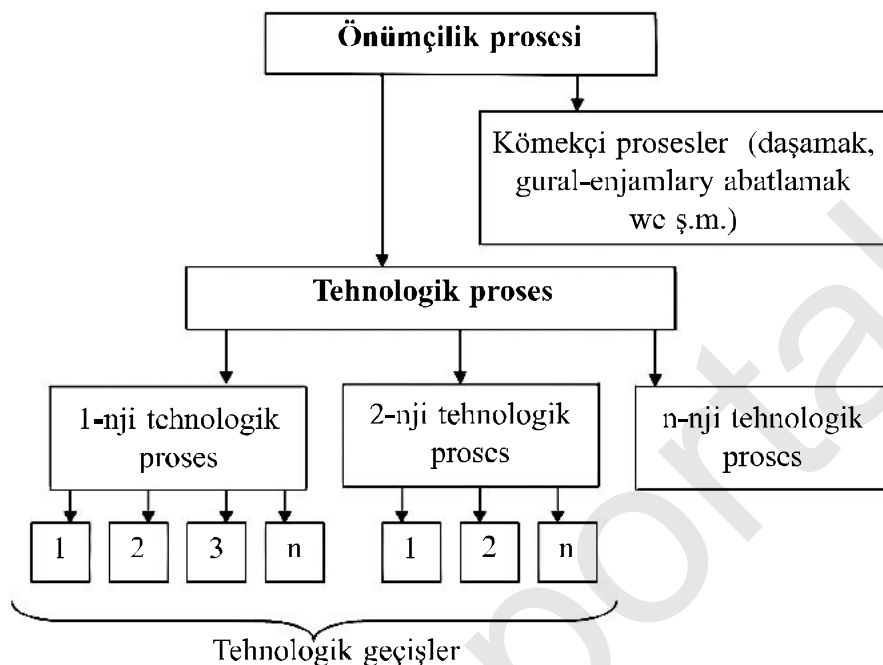 Önümçilik prosesi
Kömekçi prosesler (daşamak,
gural-enjamlary abatlamak
we ş.m.)
Tehnologik proses
1-nji tehnologik
proses
2-nji tehnologik
proses
n-nji tehnologik
proses
1 2 3 n 1 2 n
Tehnologik geçişler
portal